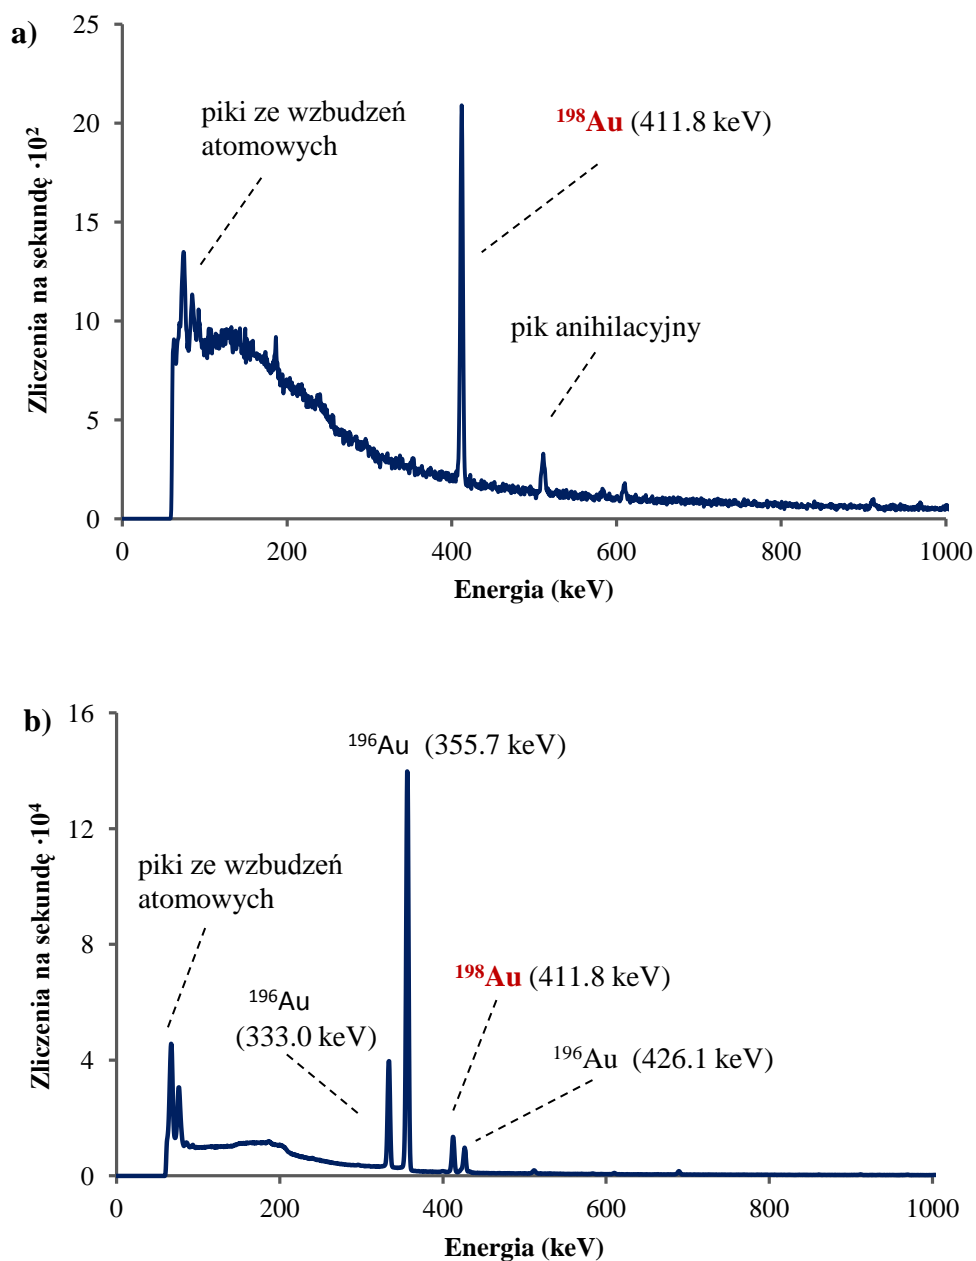 a)
25
20
15
10
5
0
Zliczenia na sekundę ·10²
piki ze wzbudzeń
atomowych
¹⁹⁸Au (411.8 keV)
pik anihilacyjny
0 200 400 600 800 1000
Energia (keV)
b)
16
12
8
4
0
Zliczenia na sekundę ·10⁴
¹⁹⁶Au (355.7 keV)
piki ze wzbudzeń
atomowych
¹⁹⁶Au
(333.0 keV)
¹⁹⁸Au (411.8 keV)
¹⁹⁶Au (426.1 keV)
0 200 400 600 800 1000
Energia (keV)